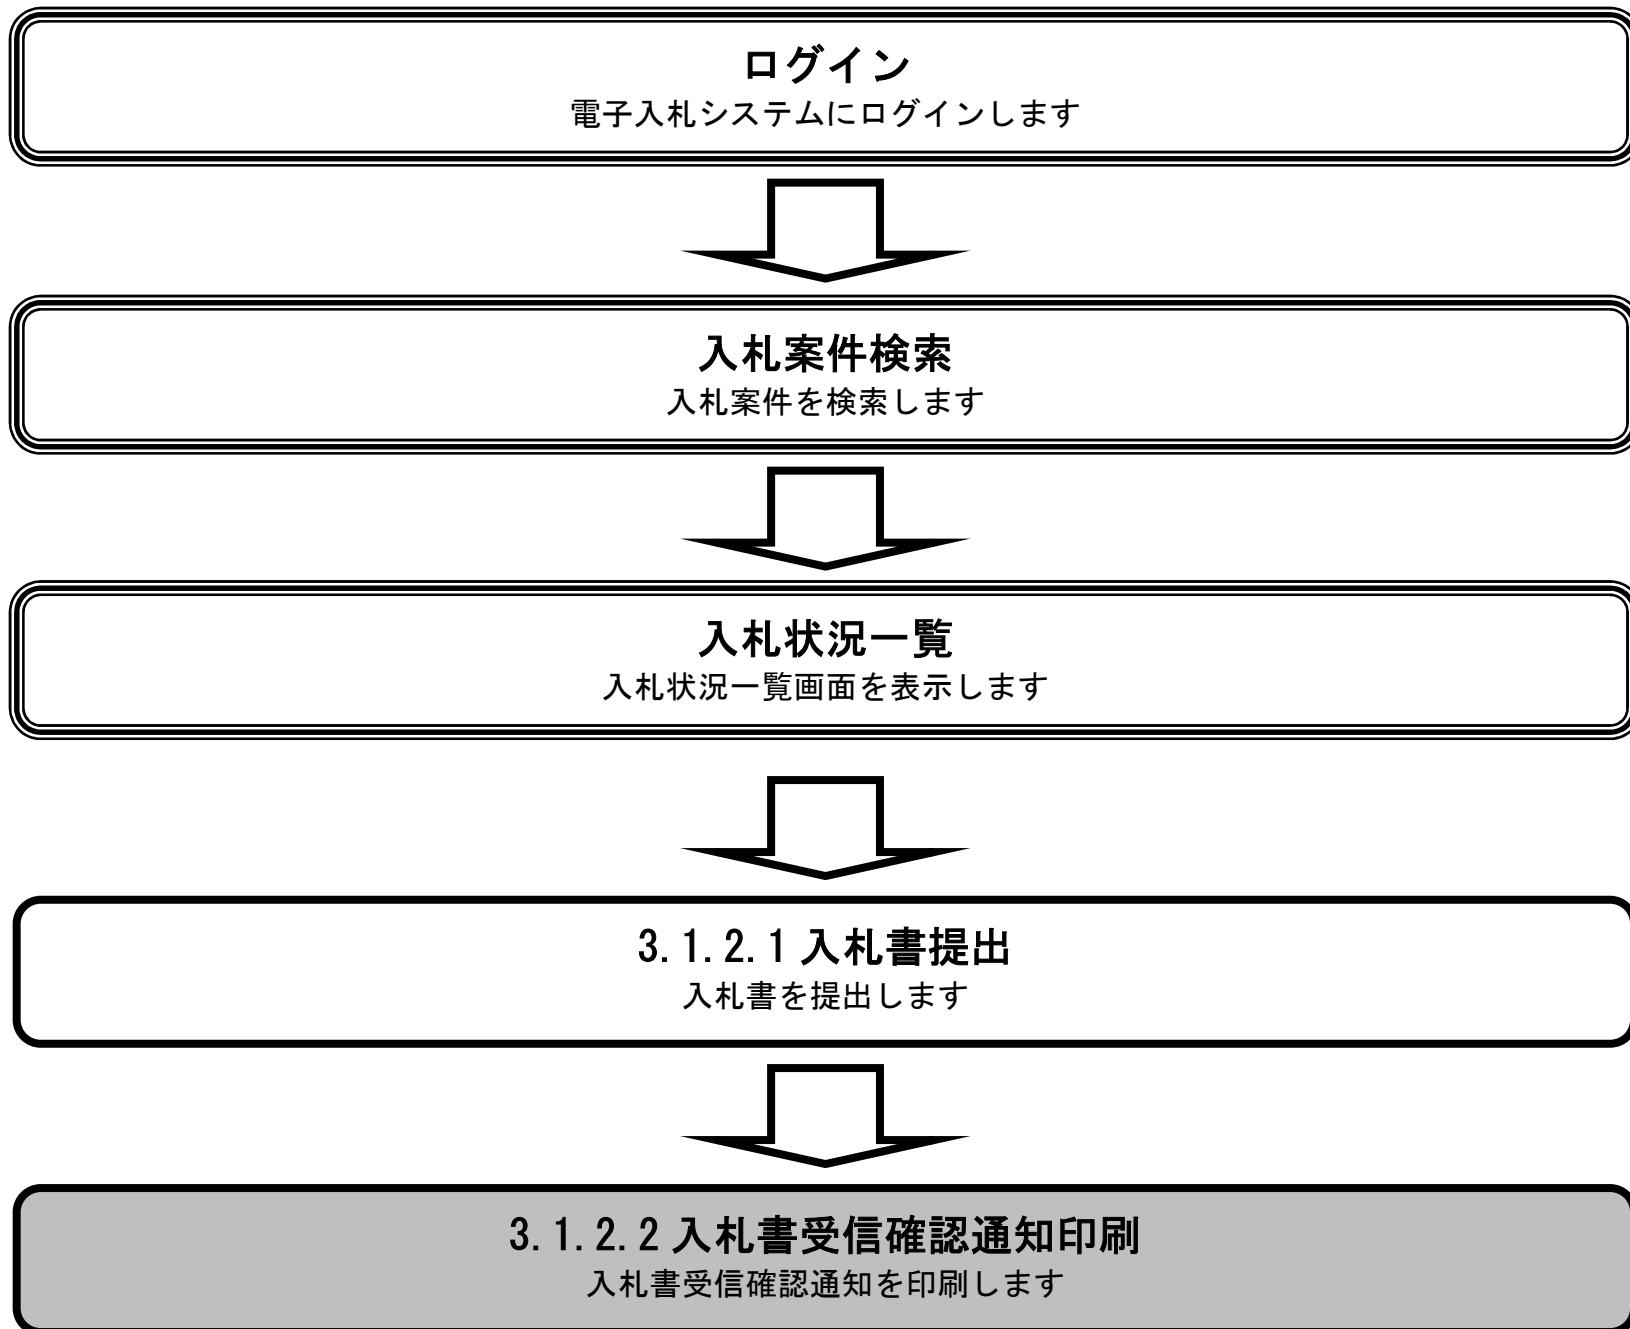 ログイン
電子入札システムにログインします
入札案件検索
入札案件を検索します
入札状況一覧
入札状況一覧画面を表示します
3.1.2.1入札書提出
入札書を提出します
3.1.2.2入札書受信確認通知印刷
入札書受信確認通知を印刷します